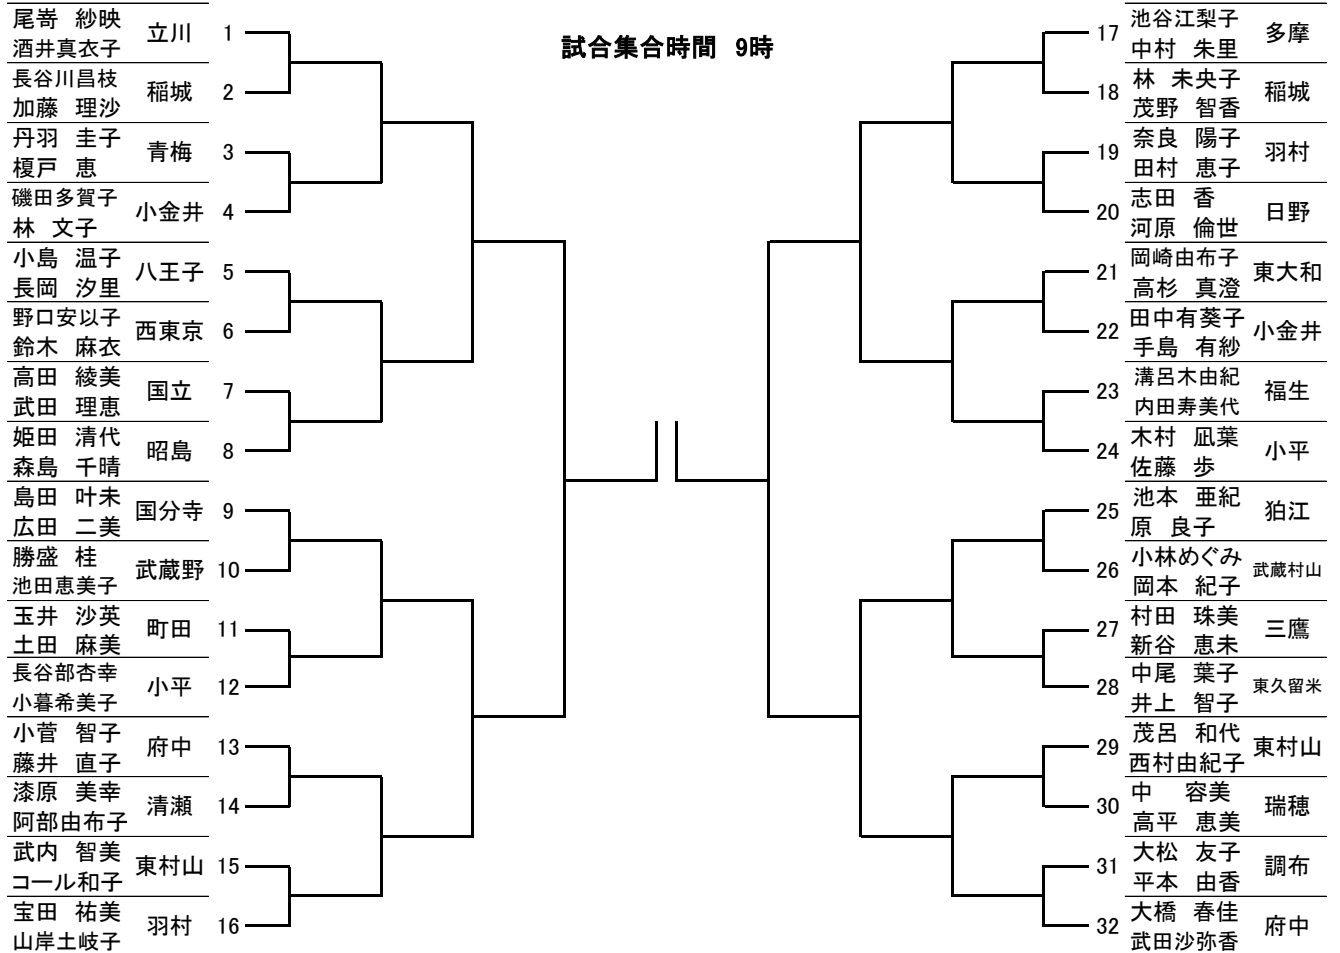 試合集合時間 9時
尾嵜 紗映
酒井真衣子
立川 1
長谷川昌枝
加藤 理沙
稲城 2
丹羽 圭子
榎戸 恵
青梅 3
磯田多賀子
林 文子
小金井 4
小島 温子
長岡 汐里
八王子 5
野口安以子
鈴木 麻衣
西東京 6
高田 綾美
武田 理恵
国立 7
姫田 清代
森島 千晴
昭島 8
島田 叶未
広田 二美
国分寺 9
勝盛 桂
池田恵美子
武蔵野 10
玉井 沙英
土田 麻美
町田 11
長谷部杏幸
小暮希美子
小平 12
小菅 智子
藤井 直子
府中 13
漆原 美幸
阿部由布子
清瀬 14
武内 智美
コール和子
東村山 15
宝田 祐美
山岸土岐子
羽村 16
池谷江梨子
中村 朱里
17 多摩
林 未央子
茂野 智香
18 稲城
奈良 陽子
田村 恵子
19 羽村
志田 香
河原 倫世
20 日野
岡崎由布子
高杉 真澄
21 東大和
田中有葵子
手島 有紗
22 小金井
溝呂木由紀
内田寿美代
23 福生
木村 凪葉
佐藤 歩
24 小平
池本 亜紀
原 良子
25 狛江
小林めぐみ
岡本 紀子
26 武蔵村山
村田 珠美
新谷 恵未
27 三鷹
中尾 葉子
井上 智子
28 東久留米
茂呂 和代
西村由紀子
29 東村山
中 容美
高平 恵美
30 瑞穂
大松 友子
平本 由香
31 調布
大橋 春佳
武田沙弥香
32 府中